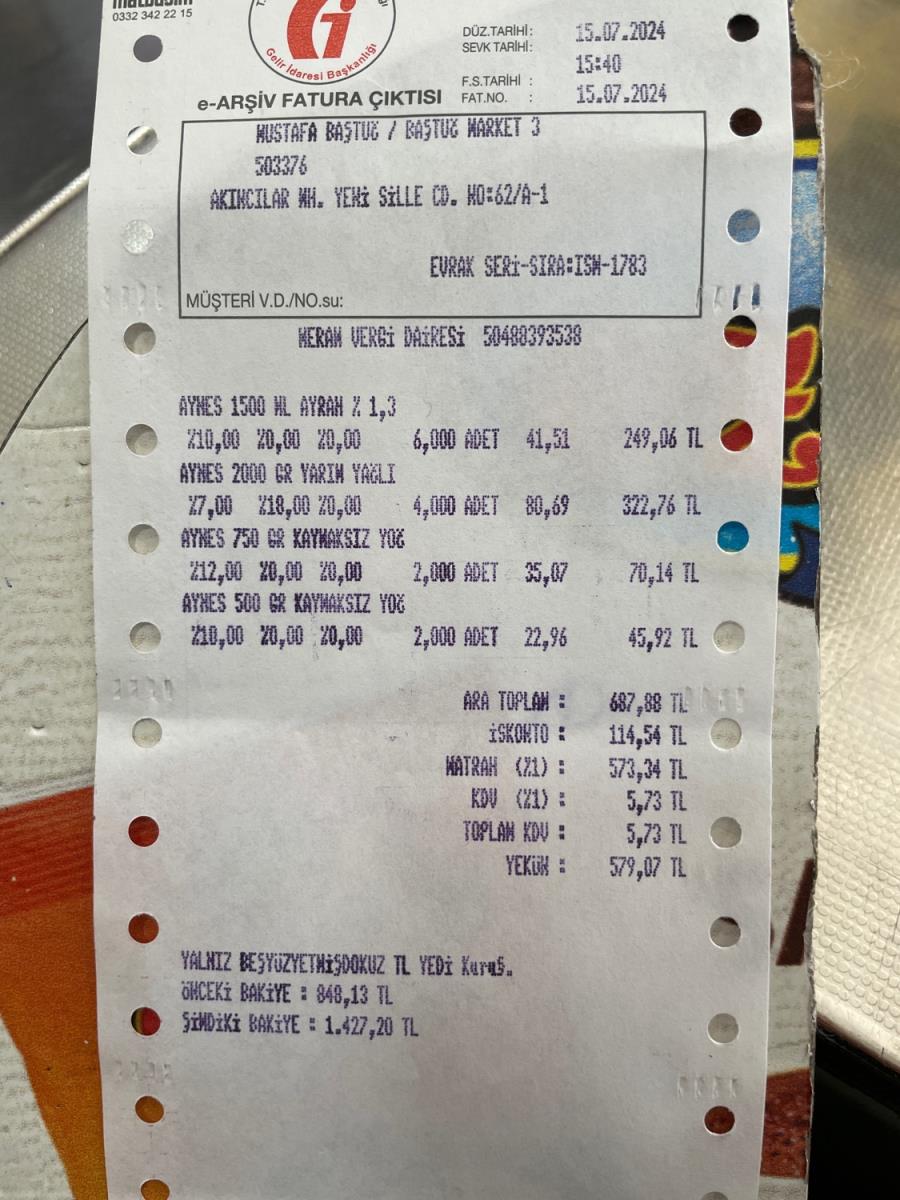 0332 342 22 15
Gelir İdaresi Başkanlığı
e-ARŞİV FATURA ÇIKTISI
DÜZ.TARİHİ: 15.07.2024
SEVK TARİHİ:
15:40
F.S.TARİHİ :
FAT.NO. : 15.07.2024
MUSTAFA BAŞTUĞ / BAŞTUĞ MARKET 3
503376
AKINCILAR MH. YENİ SİLLE CD. NO:62/A-1
EVRAK SERİ-SIRA:ISM-1783
MÜŞTERİ V.D./NO.su:
MERAM VERGİ DAİRESİ 50488393538
AYNES 1500 ML AYRAN % 1,3
%10,00 %0,00 %0,00 6,000 ADET 41,51 249,06 TL
AYNES 2000 GR YARIM YAĞLI
%7,00 %18,00 %0,00 4,000 ADET 80,69 322,76 TL
AYNES 750 GR KAYMAKSIZ YOĞ
%12,00 %0,00 %0,00 2,000 ADET 35,07 70,14 TL
AYNES 500 GR KAYMAKSIZ YOĞ
%10,00 %0,00 %0,00 2,000 ADET 22,96 45,92 TL
ARA TOPLAM : 687,88 TL
İSKONTO : 114,54 TL
MATRAH (%1) : 573,34 TL
KDV (%1) : 5,73 TL
TOPLAM KDV : 5,73 TL
YEKÜN : 579,07 TL
YALNIZ BEŞYÜZYETMİŞDOKUZ TL YEDİ Kuruş.
ÖNCEKİ BAKİYE : 848,13 TL
ŞİMDİKİ BAKİYE : 1.427,20 TL